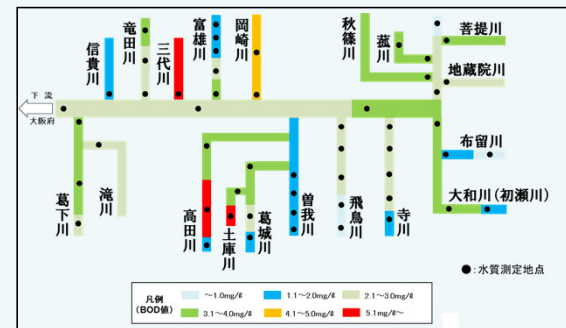 信貴川
竜田川
三代川
富雄川
岡崎川
秋篠川
菰川
菩提川
地蔵院川
下流
大阪府
布留川
大和川(初瀬川)
葛下川
滝川
高田川
土庫川
葛城川
曽我川
飛鳥川
寺川
●:水質測定地点
凡例
(BOD値)
~1.0mg/ℓ
1.1~2.0mg/ℓ
2.1~3.0mg/ℓ
3.1~4.0mg/ℓ
4.1~5.0mg/ℓ
5.1mg/ℓ~